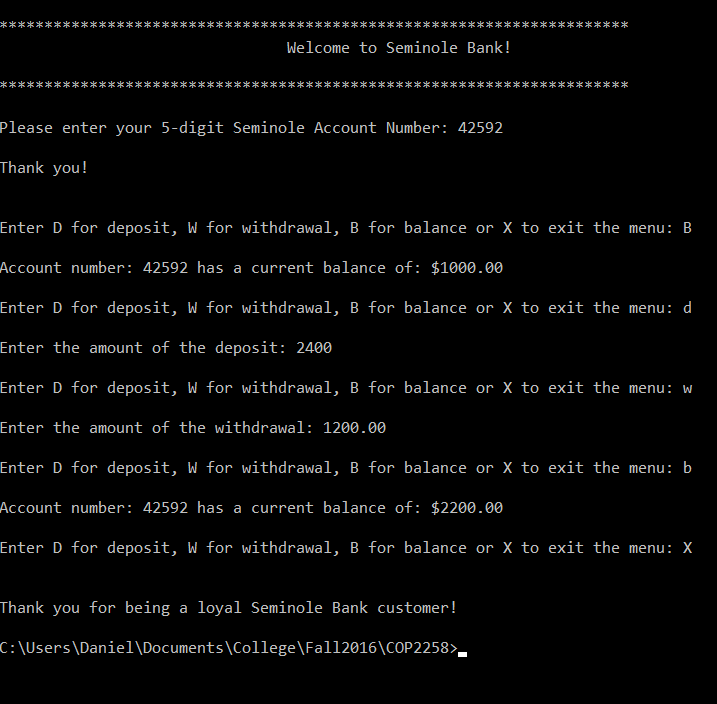 **********************************************************************
Welcome to Seminole Bank!
**********************************************************************
Please enter your 5-digit Seminole Account Number: 42592
Thank you!
Enter D for deposit, W for withdrawal, B for balance or X to exit the menu: B
Account number: 42592 has a current balance of: $1000.00
Enter D for deposit, W for withdrawal, B for balance or X to exit the menu: d
Enter the amount of the deposit: 2400
Enter D for deposit, W for withdrawal, B for balance or X to exit the menu: w
Enter the amount of the withdrawal: 1200.00
Enter D for deposit, W for withdrawal, B for balance or X to exit the menu: b
Account number: 42592 has a current balance of: $2200.00
Enter D for deposit, W for withdrawal, B for balance or X to exit the menu: X
Thank you for being a loyal Seminole Bank customer!
C:\Users\Daniel\Documents\College\Fall2016\COP2258>